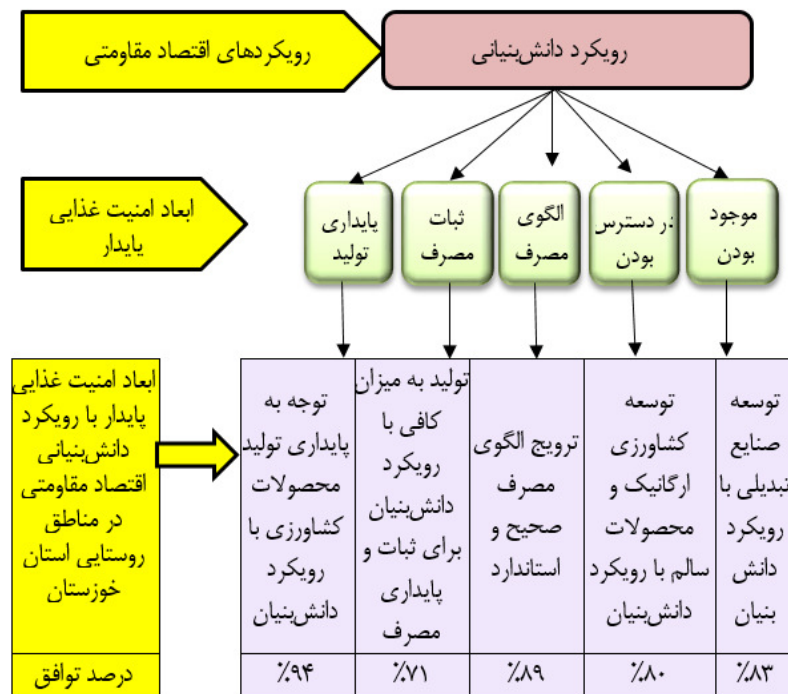 رویکردهای اقتصاد مقاومتی
رویکرد دانش‌بنیانی
ابعاد امنیت غذایی
پایدار
موجود
بودن
در دسترس
بودن
الگوی
مصرف
ثبات
مصرف
پایداری
تولید
ابعاد امنیت غذایی
پایدار با رویکرد
دانش‌بنیانی
اقتصاد مقاومتی
در مناطق
روستایی استان
خوزستان
توسعه
صنایع
تبدیلی با
رویکرد
دانش
بنیان
توسعه
کشاورزی
ارگانیک و
محصولات
سالم با رویکرد
دانش‌بنیان
ترویج الگوی
مصرف
صحیح و
استاندارد
تولید به میزان
کافی با
رویکرد
دانش‌بنیان
برای ثبات و
پایداری
مصرف
توجه به
پایداری تولید
محصولات
کشاورزی با
رویکرد
دانش‌بنیان
درصد توافق
٪۸۳
٪۸۰
٪۸۹
٪۷۱
٪۹۴